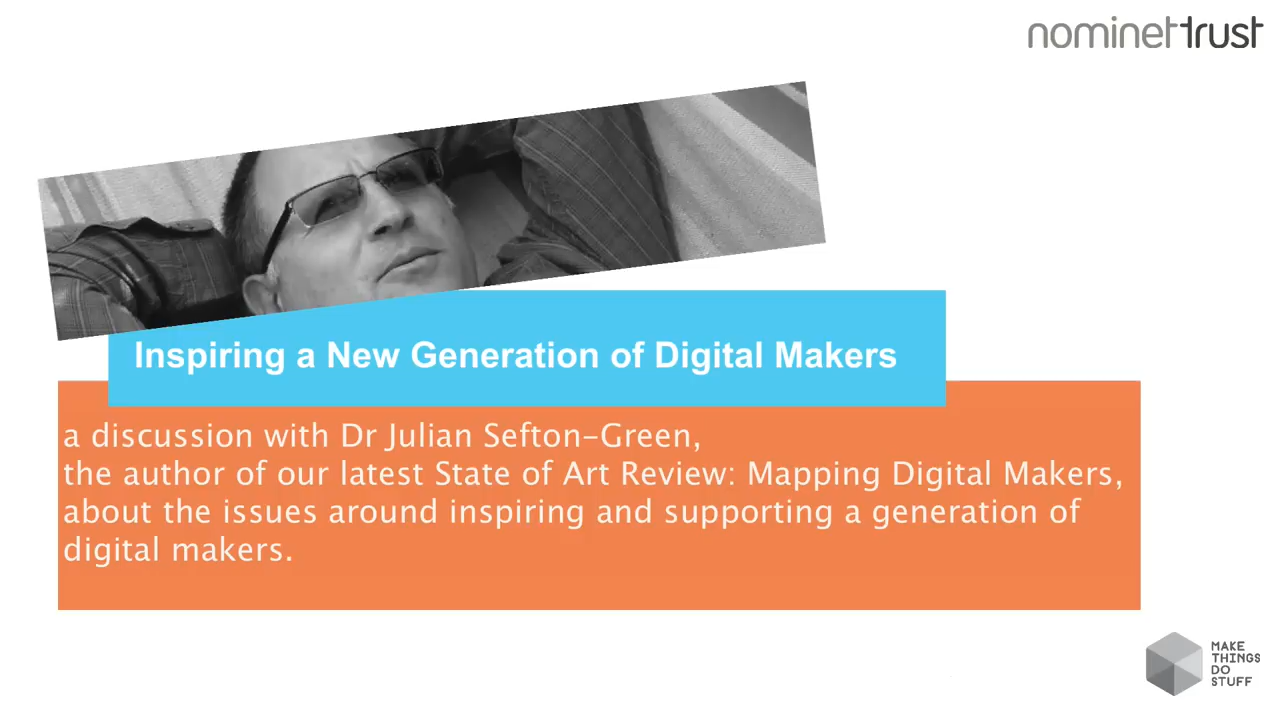 nominet trust
Inspiring a New Generation of Digital Makers
a discussion with Dr Julian Sefton-Green,
the author of our latest State of Art Review: Mapping Digital Makers,
about the issues around inspiring and supporting a generation of
digital makers.
MAKE
THINGS
DO
STUFF